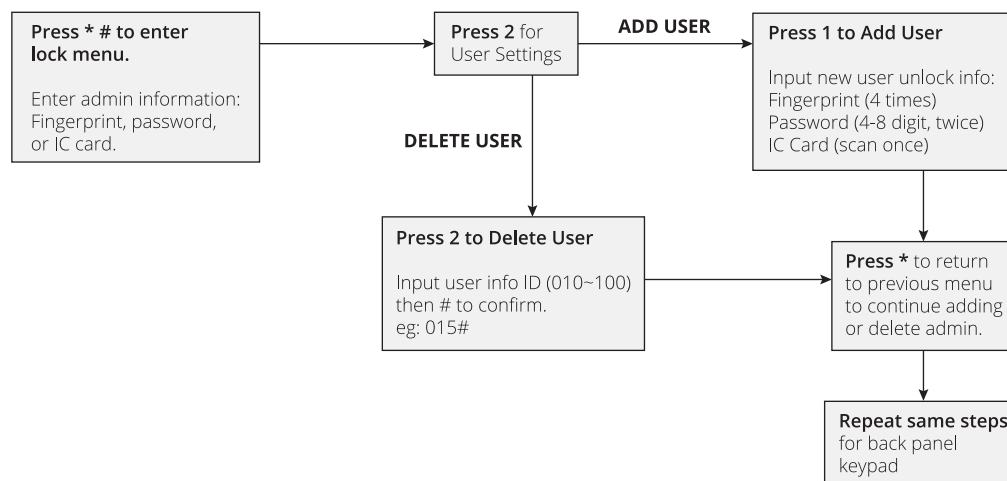 Press * # to enter
lock menu.
Enter admin information:
Fingerprint, password,
or IC card.
Press 2 for
User Settings
ADD USER
Press 1 to Add User
Input new user unlock info:
Fingerprint (4 times)
Password (4-8 digit, twice)
IC Card (scan once)
DELETE USER
Press 2 to Delete User
Input user info ID (010~100)
then # to confirm.
eg: 015#
Press * to return
to previous menu
to continue adding
or delete admin.
Repeat same steps
for back panel
keypad